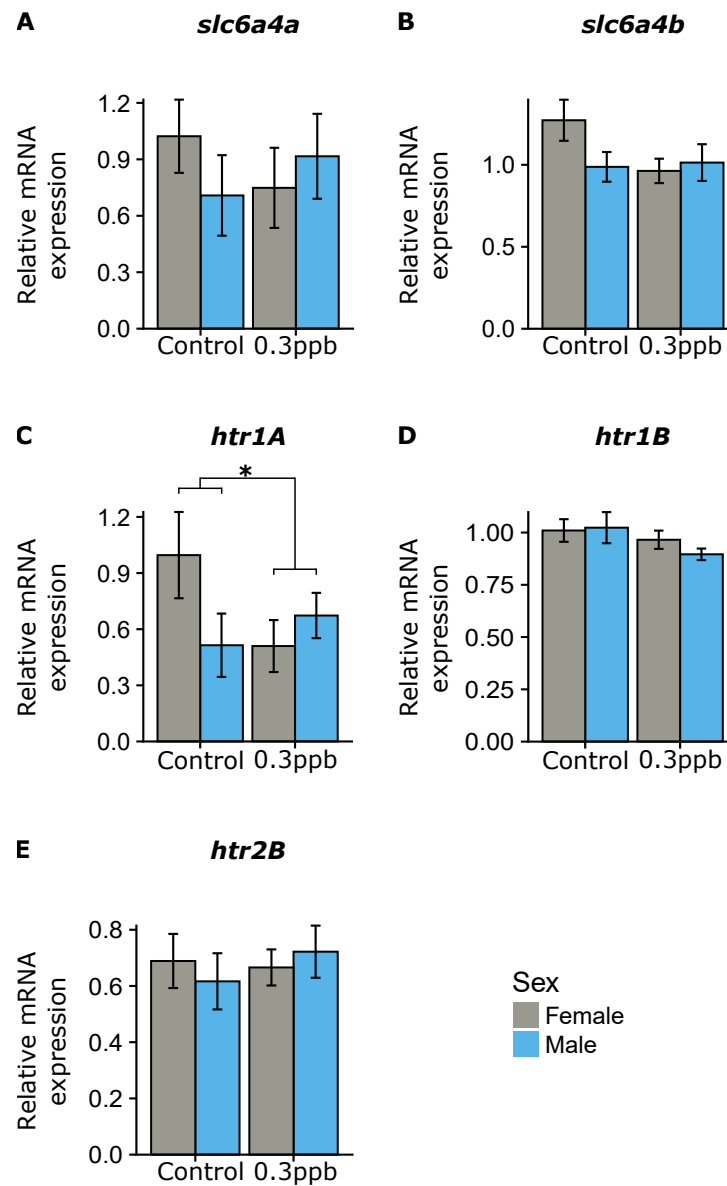 A
slc6a4a
Relative mRNA
expression
1.2
0.9
0.6
0.3
0.0
Control 0.3ppb
B
slc6a4b
Relative mRNA
expression
1.0
0.5
0.0
Control 0.3ppb
C
htr1A
*
Relative mRNA
expression
1.2
0.9
0.6
0.3
0.0
Control 0.3ppb
D
htr1B
Relative mRNA
expression
1.00
0.75
0.50
0.25
0.00
Control 0.3ppb
E
htr2B
Relative mRNA
expression
0.8
0.6
0.4
0.2
0.0
Control 0.3ppb
Sex
Female
Male